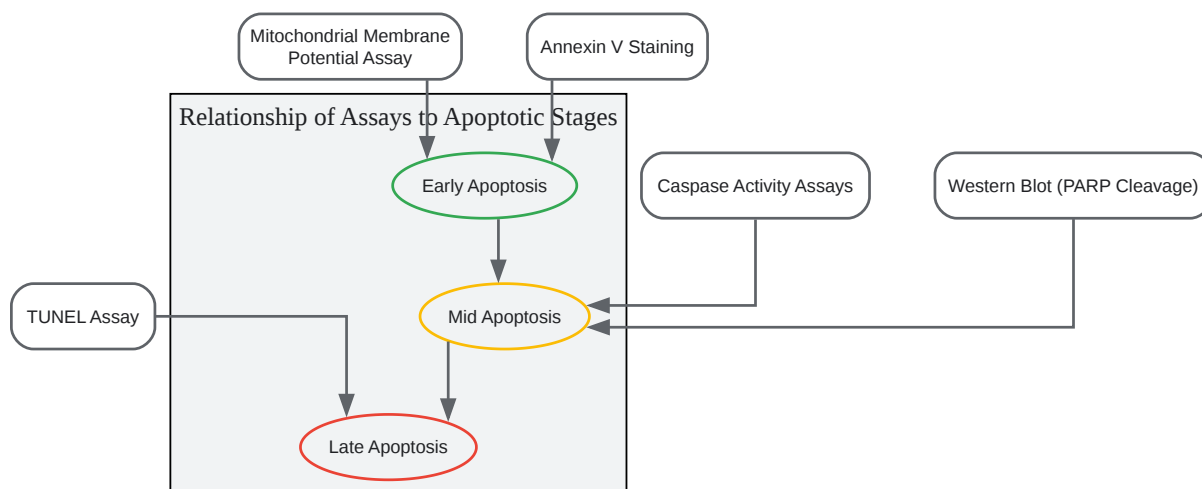 Mitochondrial Membrane
Potential Assay
Annexin V Staining
Relationship of Assays to Apoptotic Stages
Early Apoptosis
Caspase Activity Assays
Western Blot (PARP Cleavage)
TUNEL Assay
Mid Apoptosis
Late Apoptosis